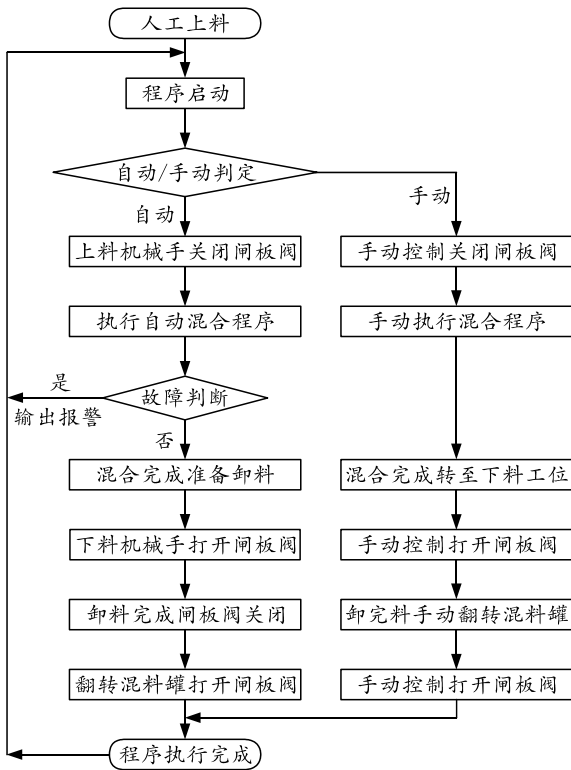 人工上料
程序启动
自动/手动判定
自动
手动
上料机械手关闭闸板阀
手动控制关闭闸板阀
执行自动混合程序
手动执行混合程序
是
故障判断
输出报警
否
混合完成准备卸料
混合完成转至下料工位
下料机械手打开闸板阀
手动控制打开闸板阀
卸料完成闸板阀关闭
卸完料手动翻转混料罐
翻转混料罐打开闸板阀
手动控制打开闸板阀
程序执行完成